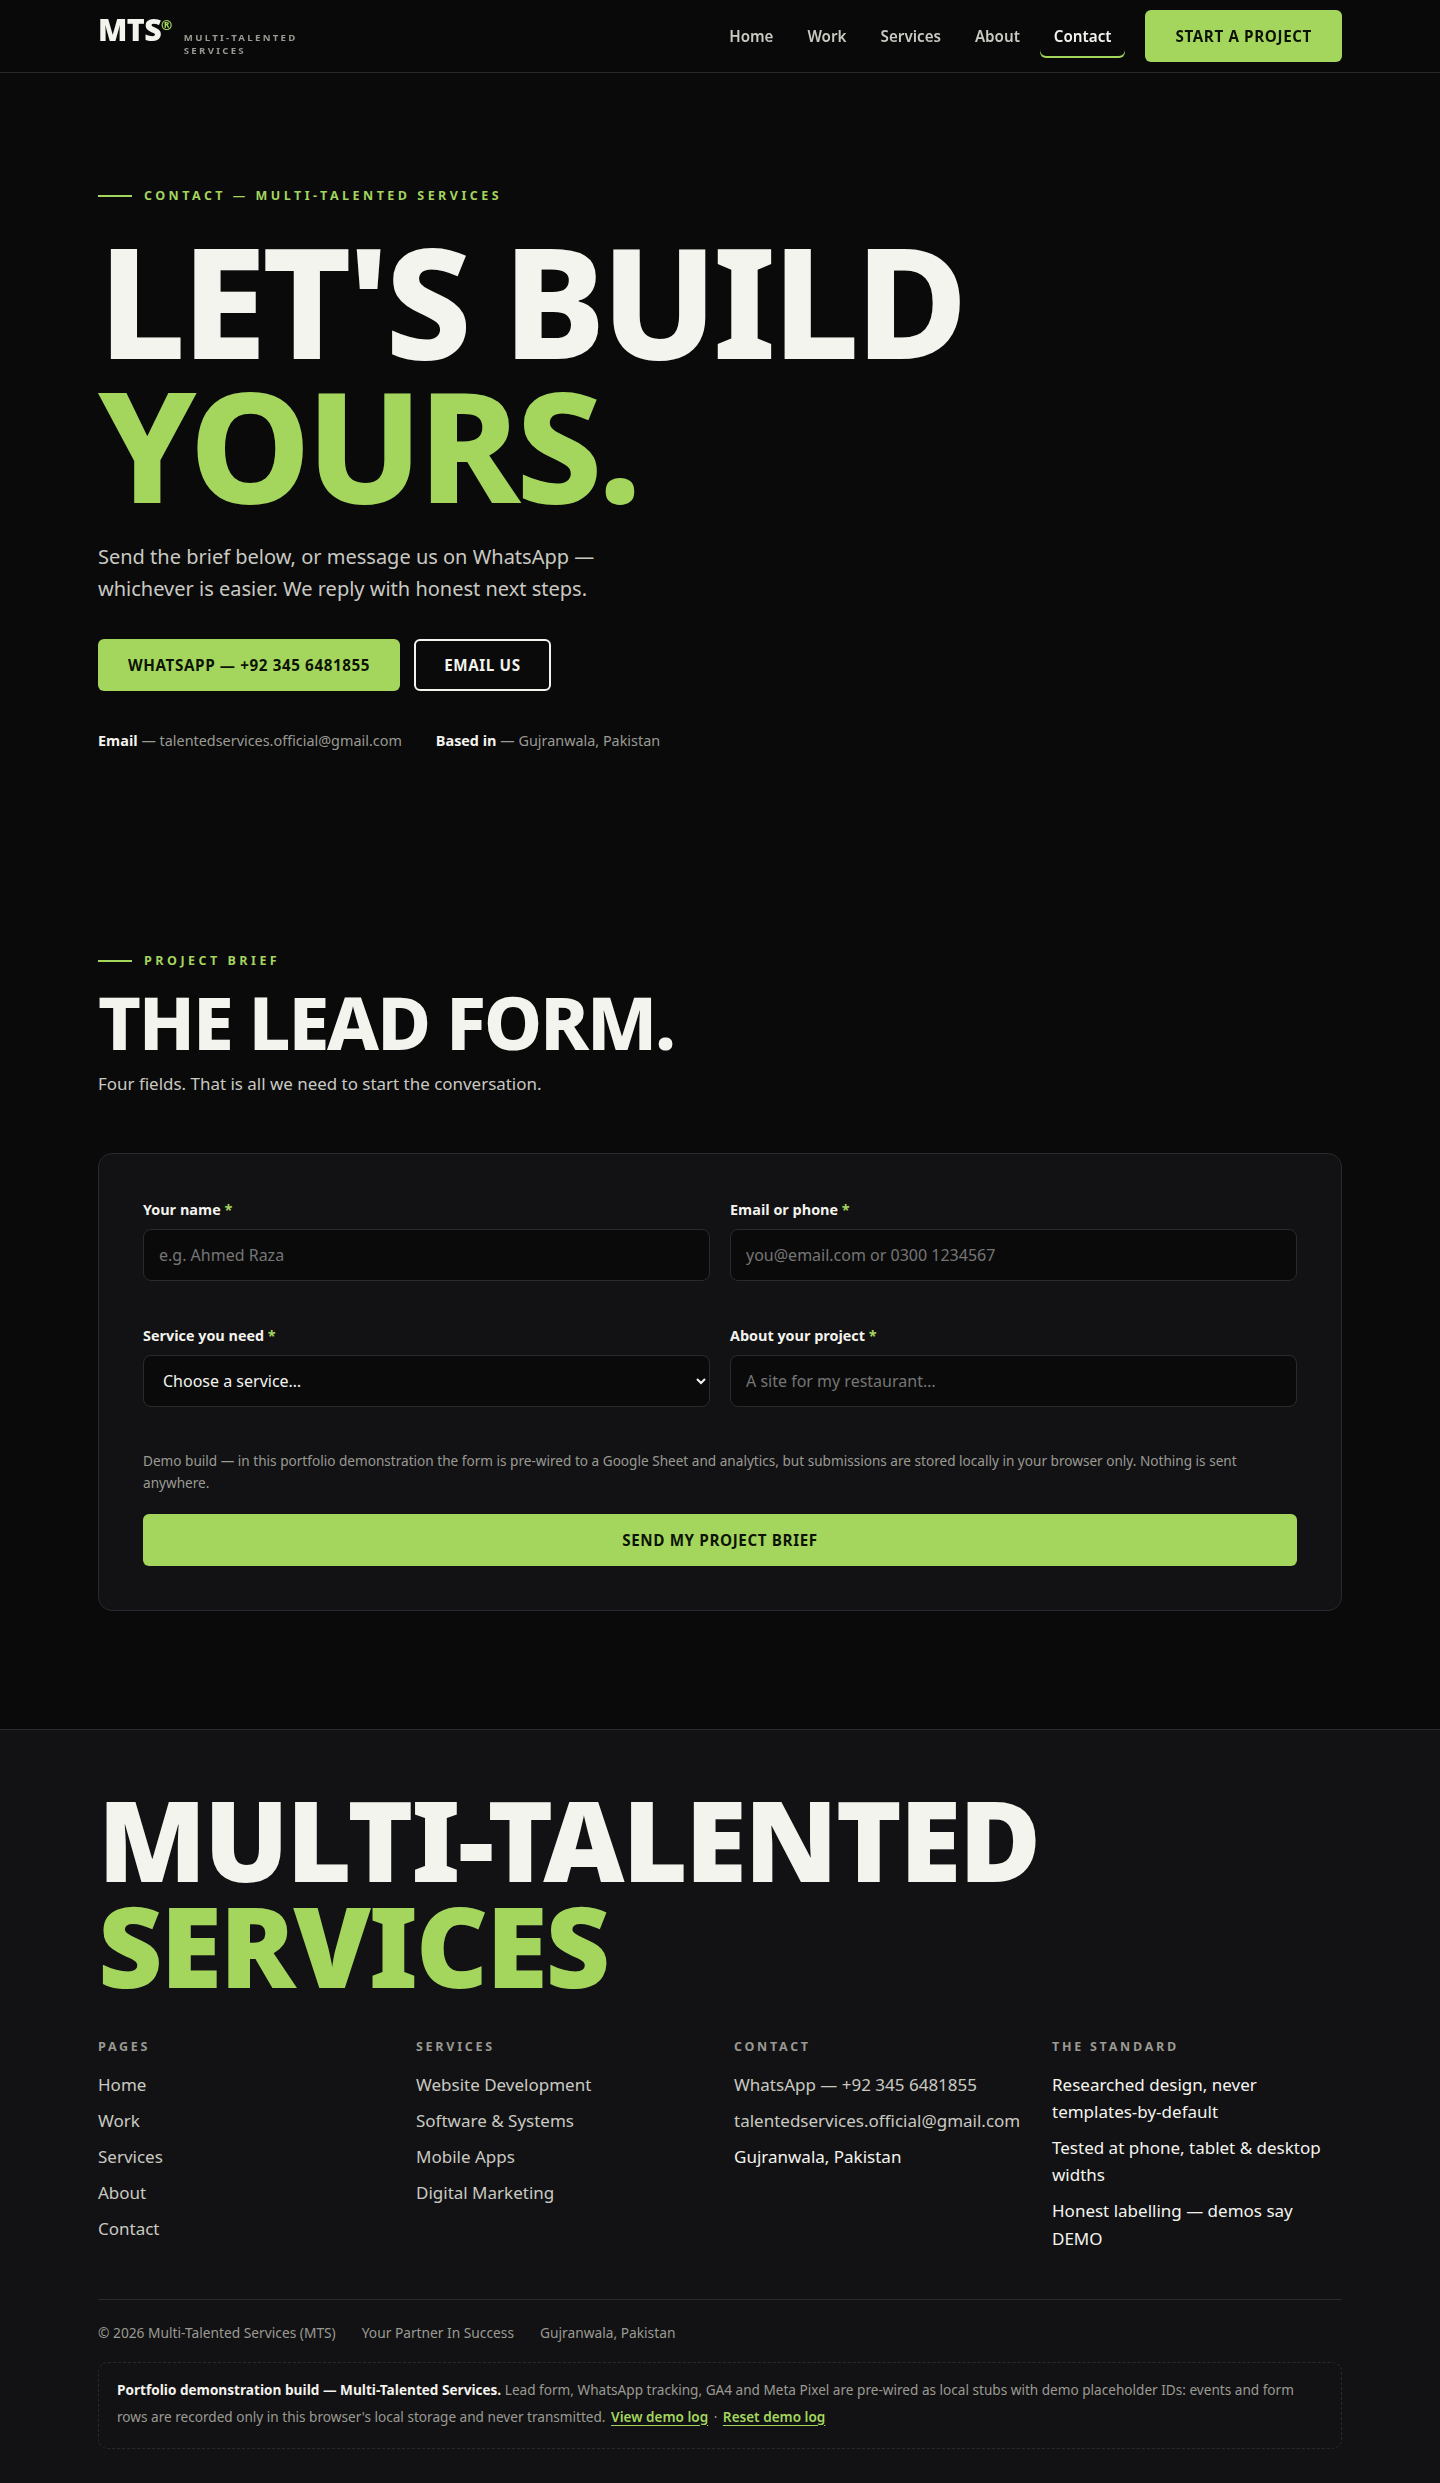 MTS®
MULTI-TALENTED
SERVICES
Home
Work
Services
About
Contact
START A PROJECT
CONTACT — MULTI-TALENTED SERVICES
LET'S BUILD
YOURS.
Send the brief below, or message us on WhatsApp —
whichever is easier. We reply with honest next steps.
WHATSAPP — +92 345 6481855
EMAIL US
Email — talentedservices.official@gmail.com
Based in — Gujranwala, Pakistan
PROJECT BRIEF
THE LEAD FORM.
Four fields. That is all we need to start the conversation.
Your name *
e.g. Ahmed Raza
Email or phone *
you@email.com or 0300 1234567
Service you need *
Choose a service...
About your project *
A site for my restaurant...
Demo build — in this portfolio demonstration the form is pre-wired to a Google Sheet and analytics, but submissions are stored locally in your browser only. Nothing is sent
anywhere.
SEND MY PROJECT BRIEF
MULTI-TALENTED
SERVICES
PAGES
Home
Work
Services
About
Contact
SERVICES
Website Development
Software & Systems
Mobile Apps
Digital Marketing
CONTACT
WhatsApp — +92 345 6481855
talentedservices.official@gmail.com
Gujranwala, Pakistan
THE STANDARD
Researched design, never
templates-by-default
Tested at phone, tablet & desktop
widths
Honest labelling — demos say
DEMO
© 2026 Multi-Talented Services (MTS)
Your Partner In Success
Gujranwala, Pakistan
Portfolio demonstration build — Multi-Talented Services. Lead form, WhatsApp tracking, GA4 and Meta Pixel are pre-wired as local stubs with demo placeholder IDs: events and form
rows are recorded only in this browser's local storage and never transmitted. View demo log · Reset demo log